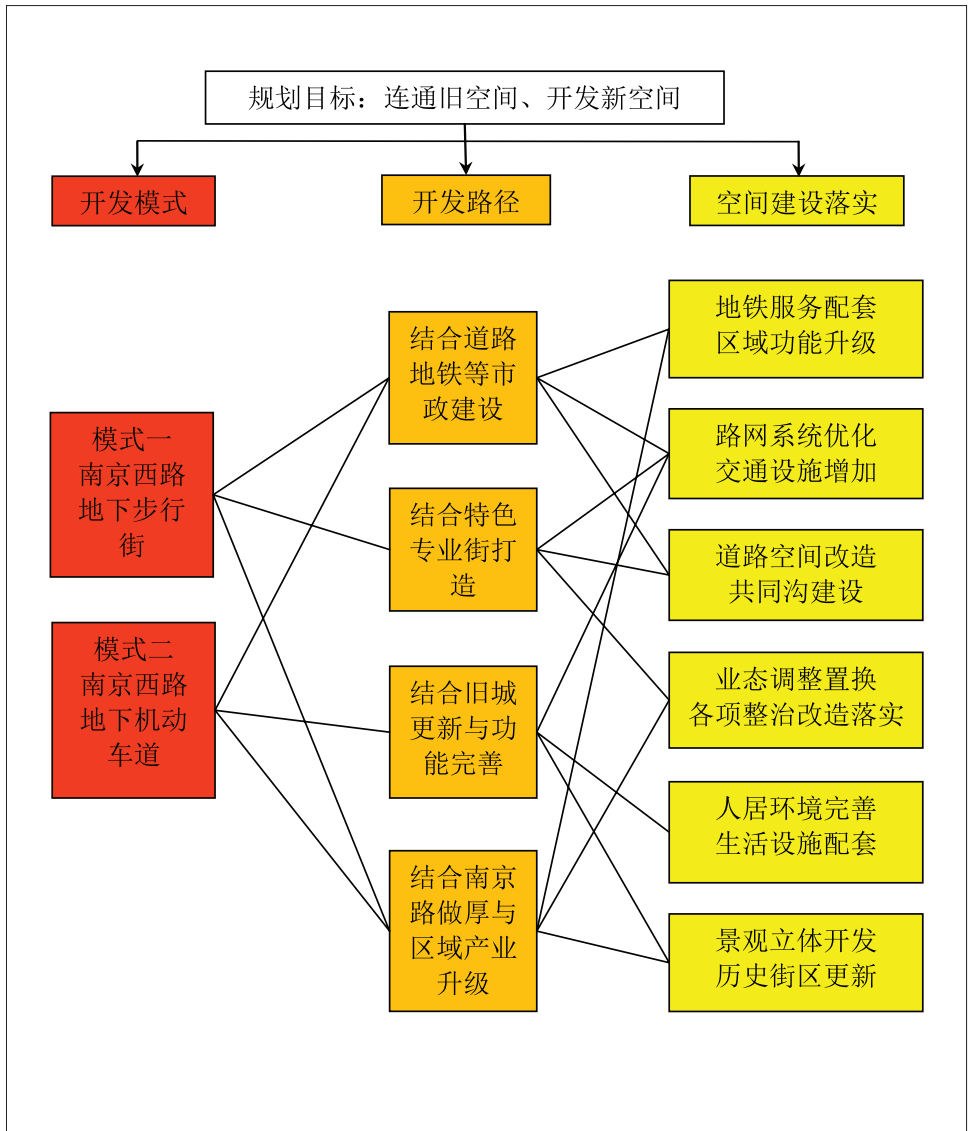 规划目标：连通旧空间、开发新空间
开发模式
开发路径
空间建设落实
模式一
南京西路
地下步行
街
模式二
南京西路
地下机动
车道
结合道路
地铁等市
政建设
结合特色
专业街打
造
结合旧城
更新与功
能完善
结合南京
路做厚与
区域产业
升级
地铁服务配套
区域功能升级
路网系统优化
交通设施增加
道路空间改造
共同沟建设
业态调整置换
各项整治改造落实
人居环境完善
生活设施配套
景观立体开发
历史街区更新